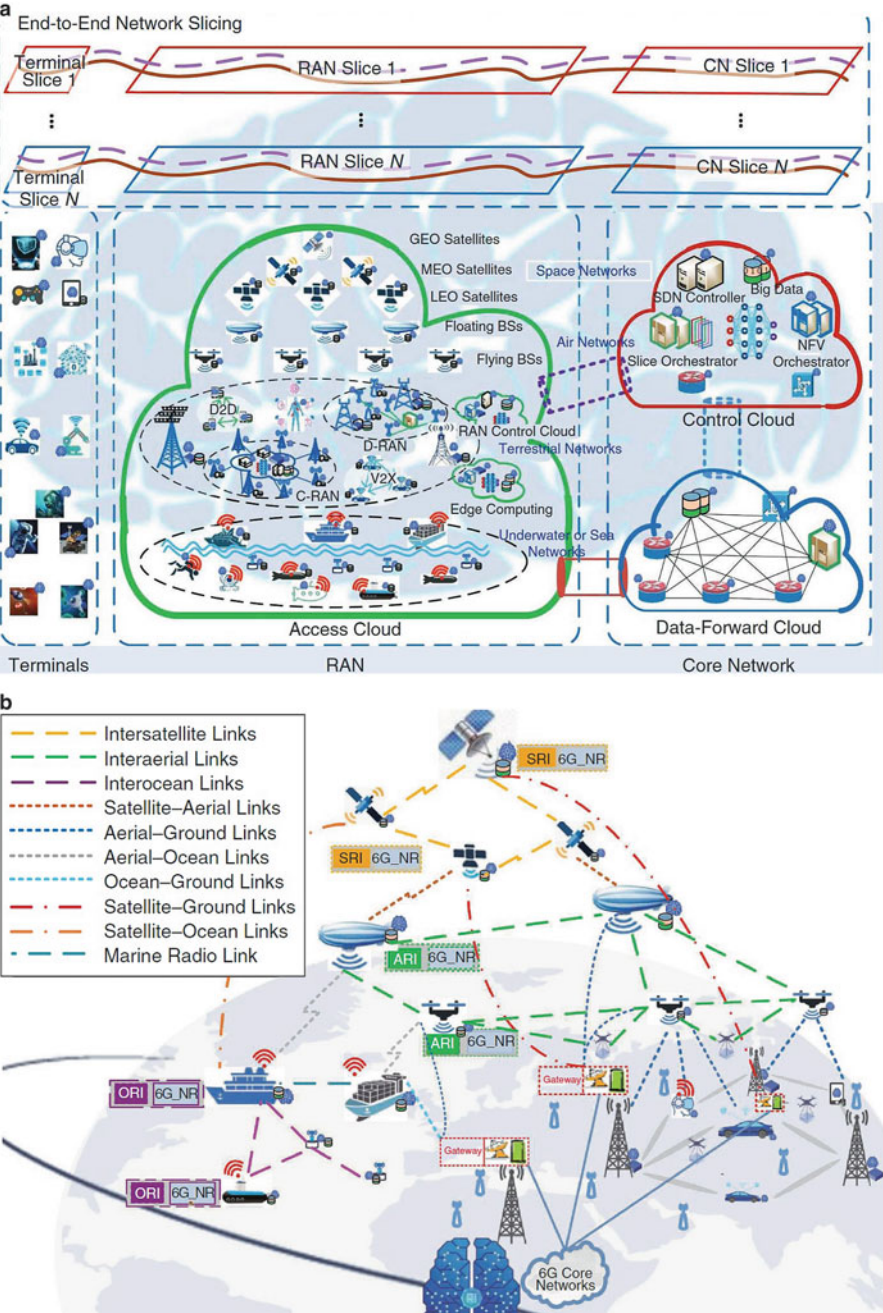 a
End-to-End Network Slicing
Terminal
Slice 1
RAN Slice 1
CN Slice 1
Terminal
Slice N
RAN Slice N
CN Slice N
GEO Satellites
MEO Satellites
Space Networks
LEO Satellites
Floating BSs
Air Networks
Flying BSs
SDN Controller
Big Data
Slice Orchestrator
NFV
Orchestrator
Control Cloud
D2D
D-RAN
RAN Control Cloud
Terrestrial Networks
C-RAN
V2X
Edge Computing
Underwater or Sea
Networks
Access Cloud
Data-Forward Cloud
Terminals
RAN
Core Network
b
Intersatellite Links
Interaerial Links
Interocean Links
Satellite–Aerial Links
Aerial–Ground Links
Aerial–Ocean Links
Ocean–Ground Links
Satellite–Ground Links
Satellite–Ocean Links
Marine Radio Link
SRI 6G_NR
SRI 6G_NR
ARI 6G_NR
ARI 6G_NR
Gateway
ORI 6G_NR
Gateway
ORI 6G_NR
6G Core
Networks